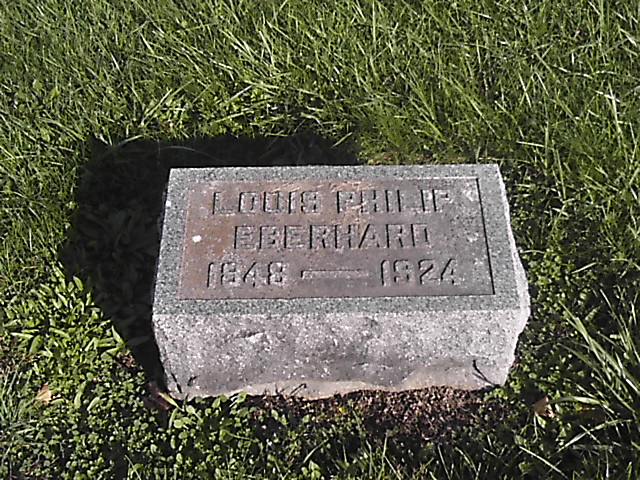 LOUIS PHILIP
EBERHARD
1848 — 1924